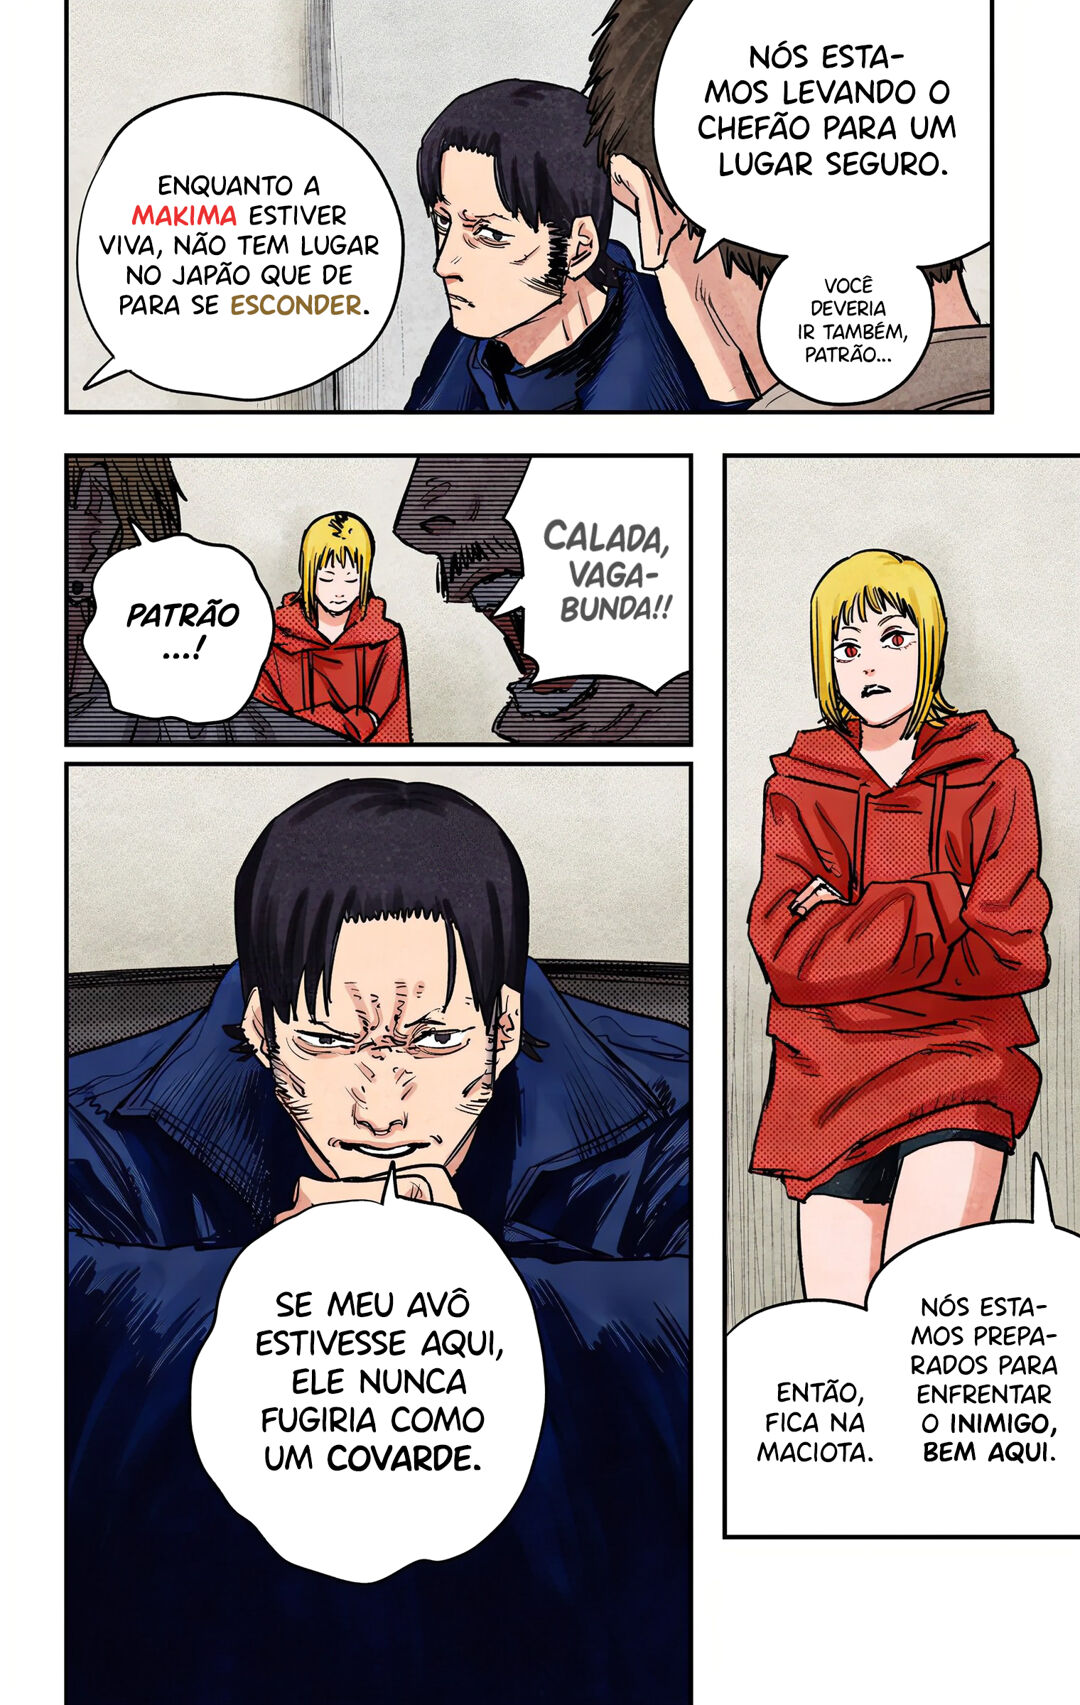 NÓS ESTA-
MOS LEVANDO O
CHEFÃO PARA UM
LUGAR SEGURO.
VOCÊ
DEVERIA
IR TAMBÉM,
PATRÃO...
ENQUANTO A
MAKIMA ESTIVER
VIVA, NÃO TEM LUGAR
NO JAPÃO QUE DE
PARA SE ESCONDER.
NÓS ESTA-
MOS PREPA-
RADOS PARA
ENFRENTAR
O INIMIGO,
BEM AQUI.
ENTÃO,
FICA NA
MACIOTA.
CALADA,
VAGA-
BUNDA!!
PATRÃO
...!
SE MEU AVÔ
ESTIVESSE AQUI,
ELE NUNCA
FUGIRIA COMO
UM COVARDE.